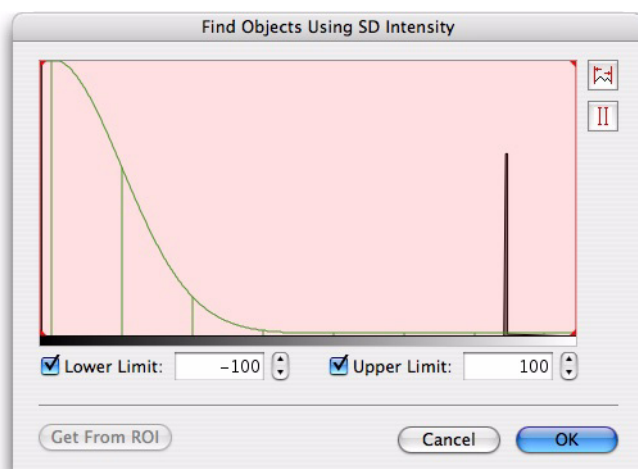 Find Objects Using SD Intensity
Lower Limit: -100 Upper Limit: 100
Get From ROI Cancel OK